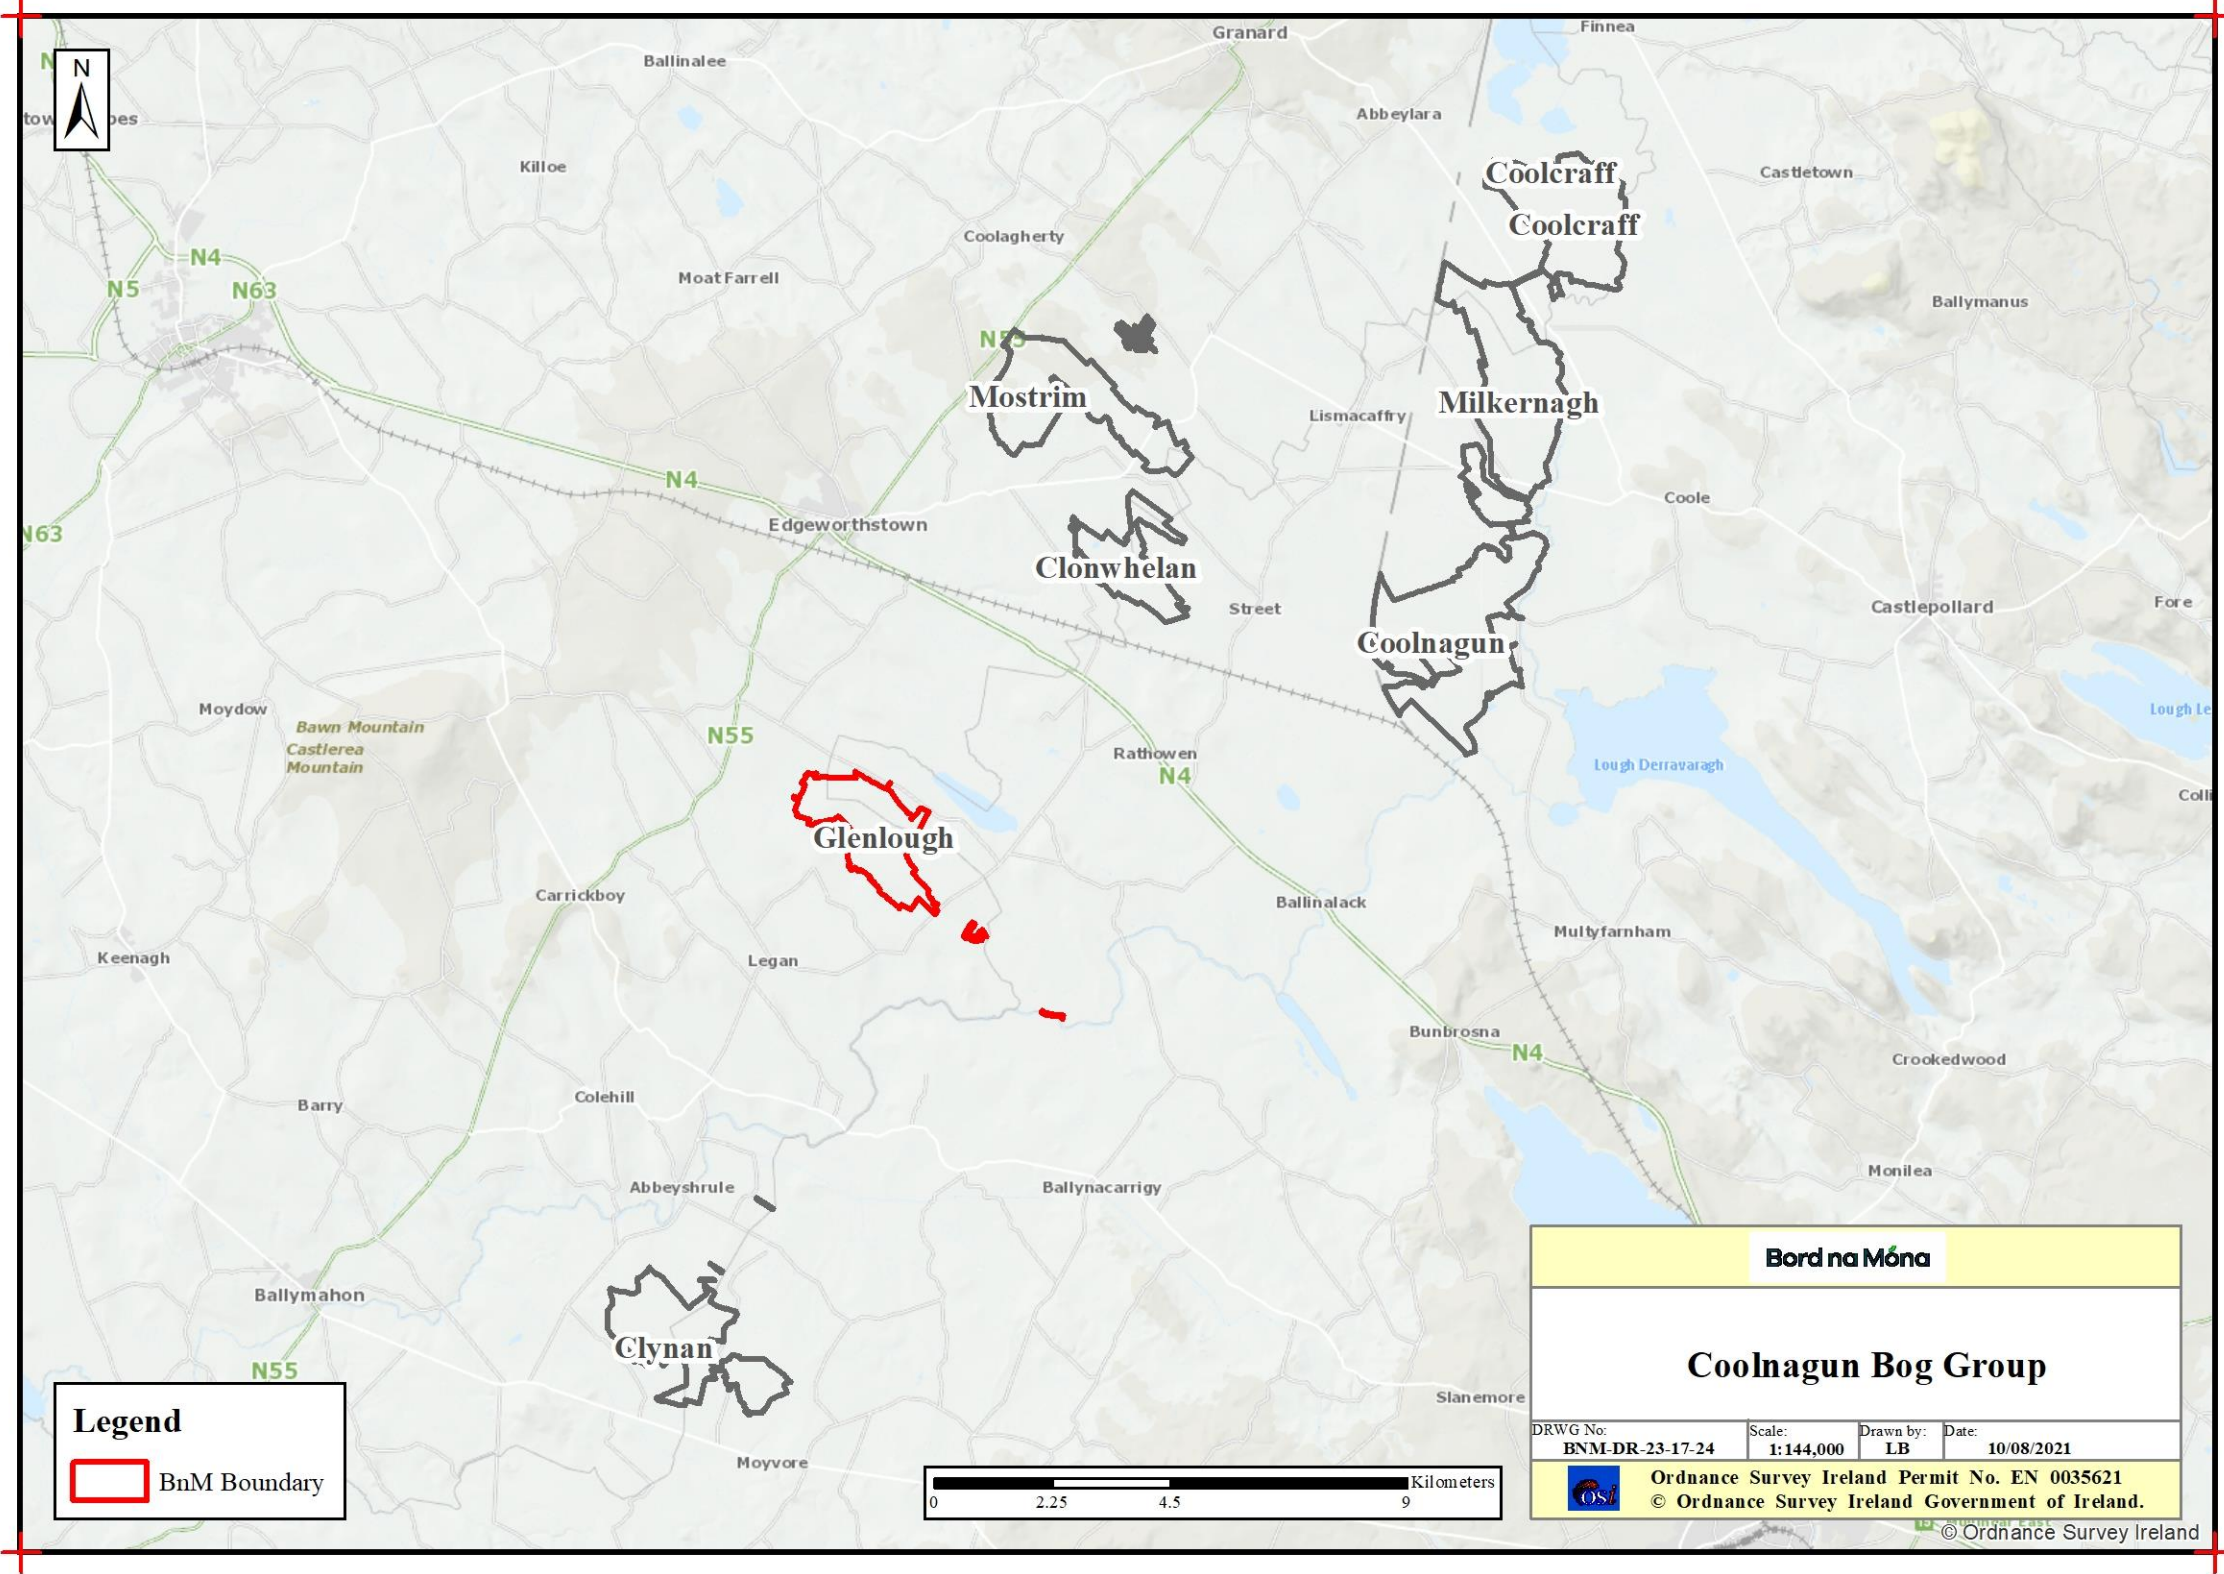 Granard
Finnea
Ballinalee
N
Abbeylara
Killoe
Coolcraff
Castletown
Coolcraff
Coolagherty
N4
Moat Farrell
N5
N63
Ballymanus
N55
Mostrim
Milkernagh
Lismacaffry
N4
Coole
Edgeworthstown
N63
Clonwhelan
Street
Castlepollard
Fore
Coolnagun
Moydow
Lough Le
Bawn Mountain
Castlerea
Mountain
N55
Rathowen
Lough Derravaragh
N4
Colli
Glenlough
Carrickboy
Ballinalack
Multyfarnham
Keenagh
Legan
Bunbrosna
N4
Crookedwood
Colehill
Barry
Monilea
Abbeyshrule
Ballynacarrigy
Ballymahon
Clynan
N55
Slanemore
Moyvore
Legend
BnM Boundary
Kilometers
0 2.25 4.5 9
Bord na Móna
Coolnagun Bog Group
DRWG No: Scale: Drawn by: Date:
BNM-DR-23-17-24 1:144,000 LB 10/08/2021
osi
Ordnance Survey Ireland Permit No. EN 0035621
© Ordnance Survey Ireland Government of Ireland.
© Ordnance Survey Ireland